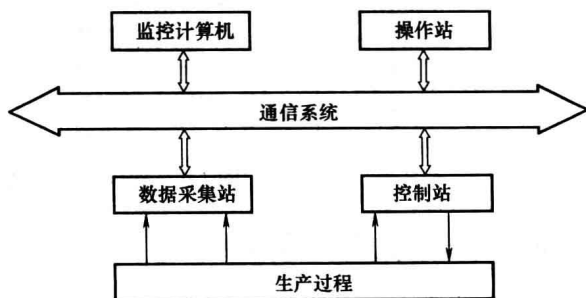 监控计算机
操作站
通信系统
数据采集站
控制站
生产过程